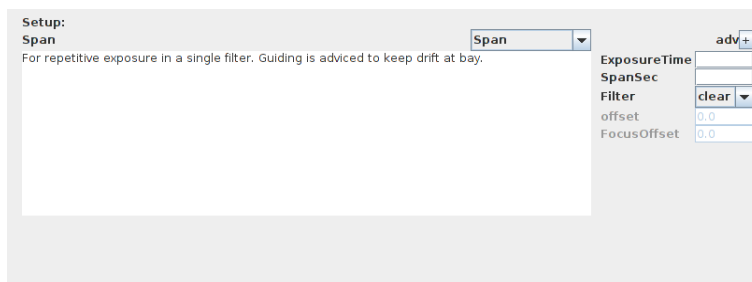 Setup:
Span Span adv +
For repetitive exposure in a single filter. Guiding is adviced to keep drift at bay.
ExposureTime
SpanSec
Filter clear
offset 0.0
FocusOffset 0.0